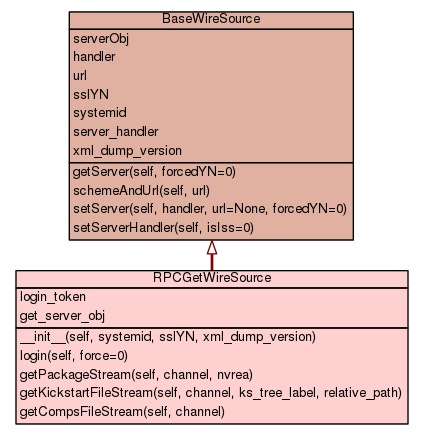 BaseWireSource
serverObj
handler
url
sslYN
systemid
server_handler
xml_dump_version
getServer(self, forcedYN=0)
schemeAndUrl(self, url)
setServer(self, handler, url=None, forcedYN=0)
setServerHandler(self, isIss=0)
RPCGetWireSource
login_token
get_server_obj
__init__(self, systemid, sslYN, xml_dump_version)
login(self, force=0)
getPackageStream(self, channel, nvrea)
getKickstartFileStream(self, channel, ks_tree_label, relative_path)
getCompsFileStream(self, channel)